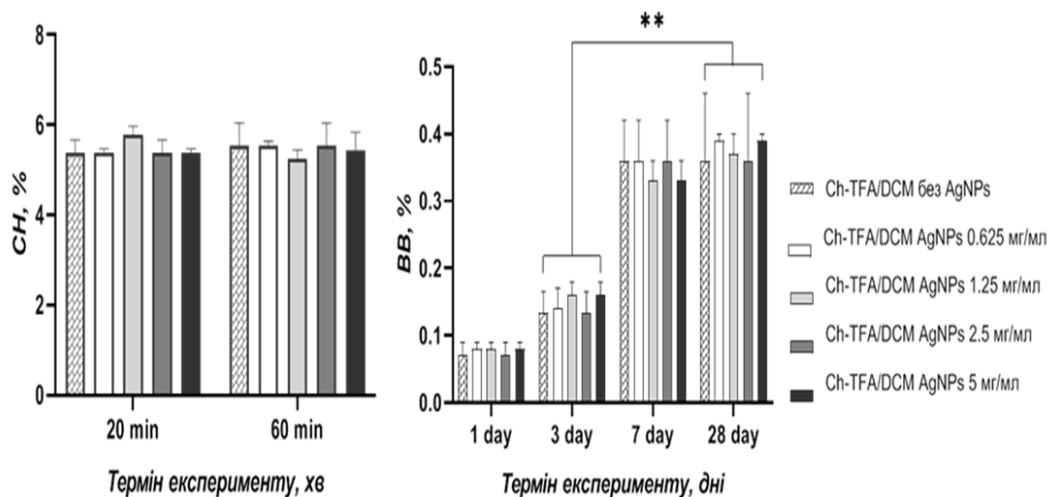 8
6
4
2
0
СН, %
20 min
60 min
Термін експерименту, хв
**
0.5
0.4
0.3
0.2
0.1
0.0
ВВ, %
1 day
3 day
7 day
28 day
Термін експерименту, дні
Ch-TFA/DCM без AgNPs
Ch-TFA/DCM AgNPs 0.625 мг/мл
Ch-TFA/DCM AgNPs 1.25 мг/мл
Ch-TFA/DCM AgNPs 2.5 мг/мл
Ch-TFA/DCM AgNPs 5 мг/мл